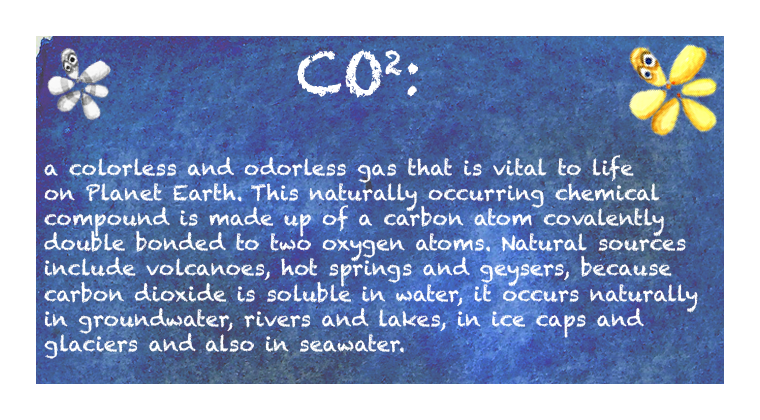 CO²:
a colorless and odorless gas that is vital to life
on Planet Earth. This naturally occurring chemical
compound is made up of a carbon atom covalently
double bonded to two oxygen atoms. Natural sources
include volcanoes, hot springs and geysers, because
carbon dioxide is soluble in water, it occurs naturally
in groundwater, rivers and lakes, in ice caps and
glaciers and also in seawater.